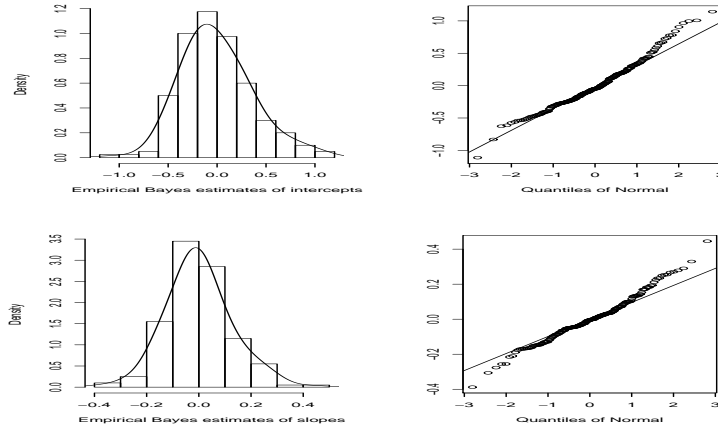 Density
1.2
1.0
0.8
0.6
0.4
0.2
0.0
−1.0 −0.5 0.0 0.5 1.0
Empirical Bayes estimates of intercepts
1.0
0.5
0.0
−0.5
−1.0
−3 −2 −1 0 1 2 3
Quantiles of Normal
Density
3.5
3.0
2.5
2.0
1.5
1.0
0.5
0.0
−0.4 −0.2 0.0 0.2 0.4
Empirical Bayes estimates of slopes
0.4
0.2
0.0
−0.2
−0.4
−3 −2 −1 0 1 2 3
Quantiles of Normal